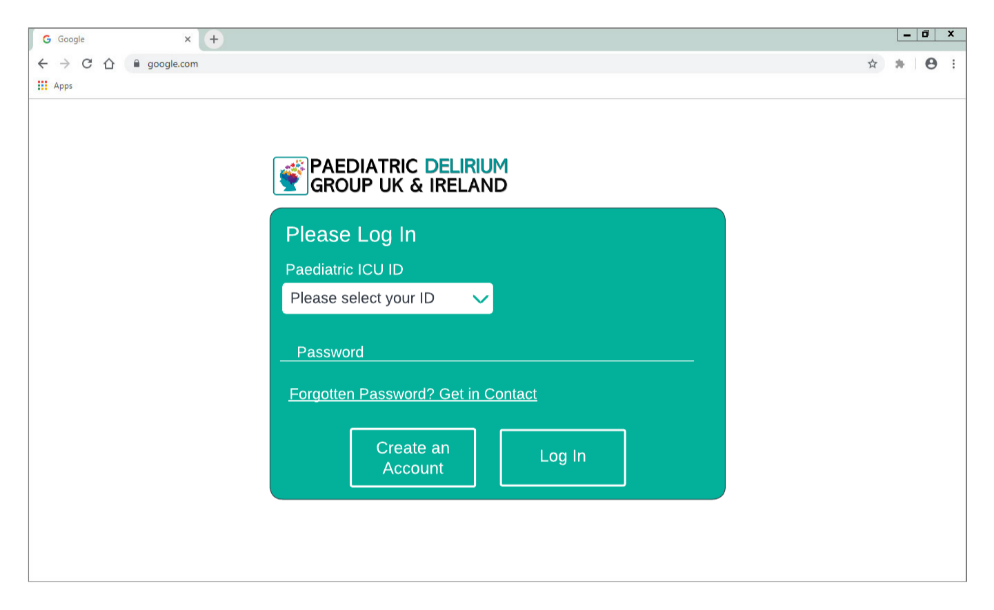 Google
google.com
Apps
PAEDIATRIC DELIRIUM
GROUP UK & IRELAND
Please Log In
Paediatric ICU ID
Please select your ID
Password
Forgotten Password? Get in Contact
Create an
Account
Log In